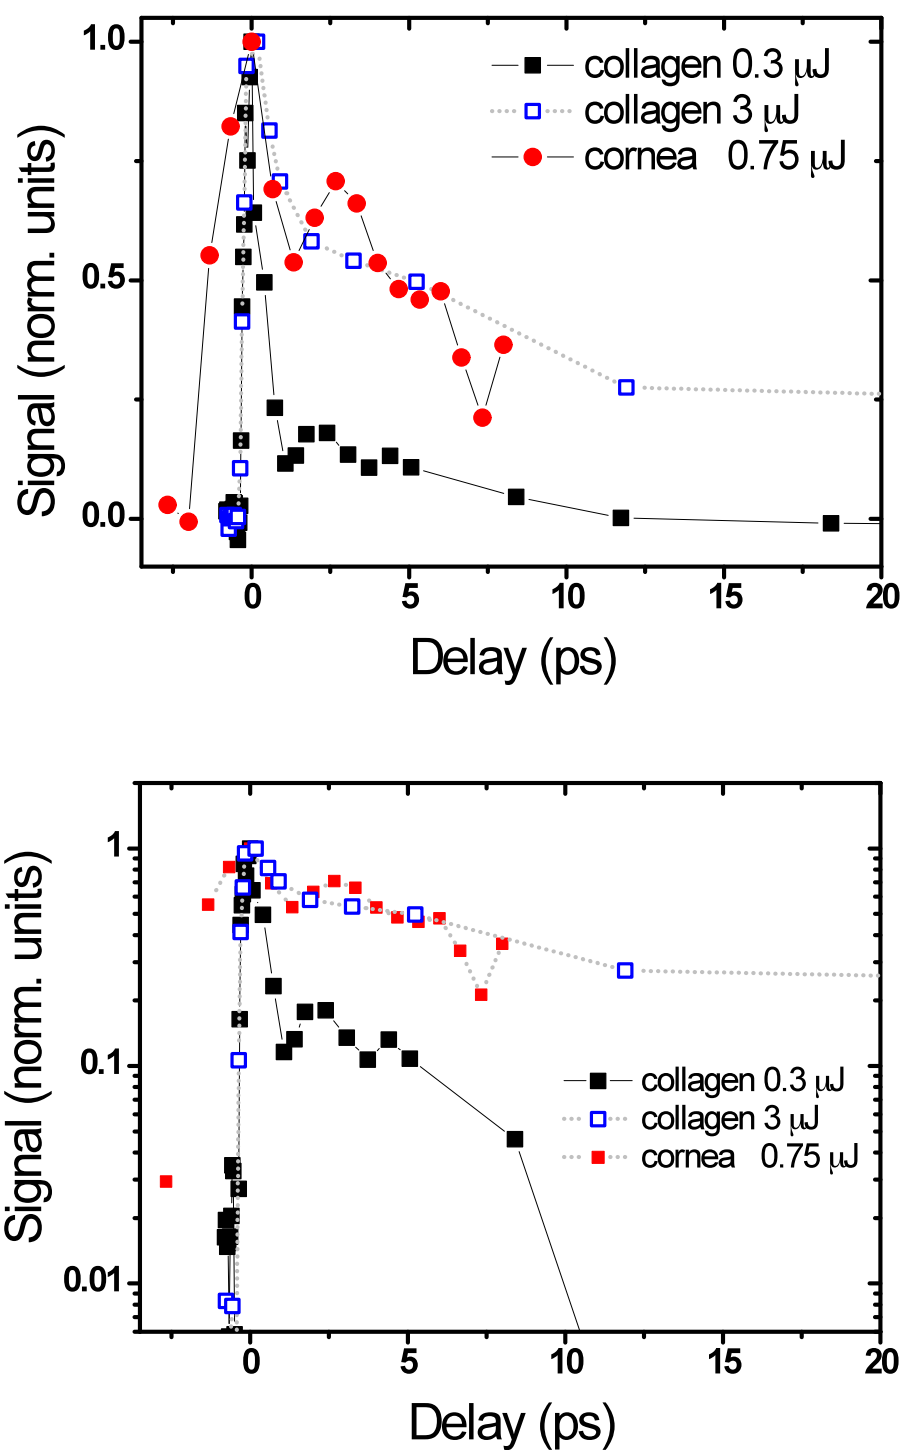 1.0
0.5
0.0
Signal (norm. units)
collagen 0.3 µJ
collagen 3 µJ
cornea 0.75 µJ
0 5 10 15 20
Delay (ps)
1
0.1
0.01
Signal (norm. units)
collagen 0.3 µJ
collagen 3 µJ
cornea 0.75 µJ
0 5 10 15 20
Delay (ps)